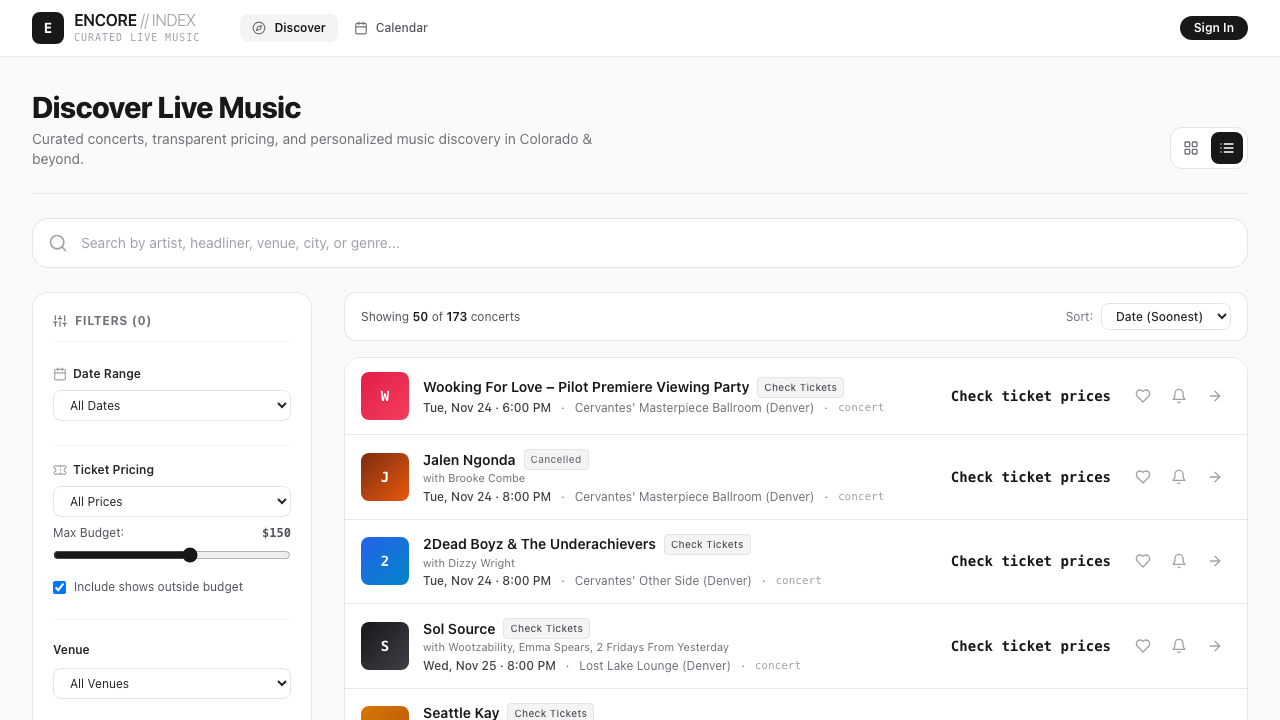 E
ENCORE // INDEX
CURATED LIVE MUSIC
Discover
Calendar
Sign In
Discover Live Music
Curated concerts, transparent pricing, and personalized music discovery in Colorado &
beyond.
Search by artist, headliner, venue, city, or genre...
FILTERS (0)
Date Range
All Dates
Ticket Pricing
All Prices
Max Budget: $150
Include shows outside budget
Venue
All Venues
Showing 50 of 173 concerts
Sort: Date (Soonest)
W
Wooking For Love – Pilot Premiere Viewing Party Check Tickets
Tue, Nov 24 · 6:00 PM · Cervantes' Masterpiece Ballroom (Denver) · concert
Check ticket prices
J
Jalen Ngonda Cancelled
with Brooke Combe
Tue, Nov 24 · 8:00 PM · Cervantes' Masterpiece Ballroom (Denver) · concert
Check ticket prices
2
2Dead Boyz & The Underachievers Check Tickets
with Dizzy Wright
Tue, Nov 24 · 8:00 PM · Cervantes' Other Side (Denver) · concert
Check ticket prices
S
Sol Source Check Tickets
with Wootzability, Emma Spears, 2 Fridays From Yesterday
Wed, Nov 25 · 8:00 PM · Lost Lake Lounge (Denver) · concert
Check ticket prices
Seattle Kay Check Tickets